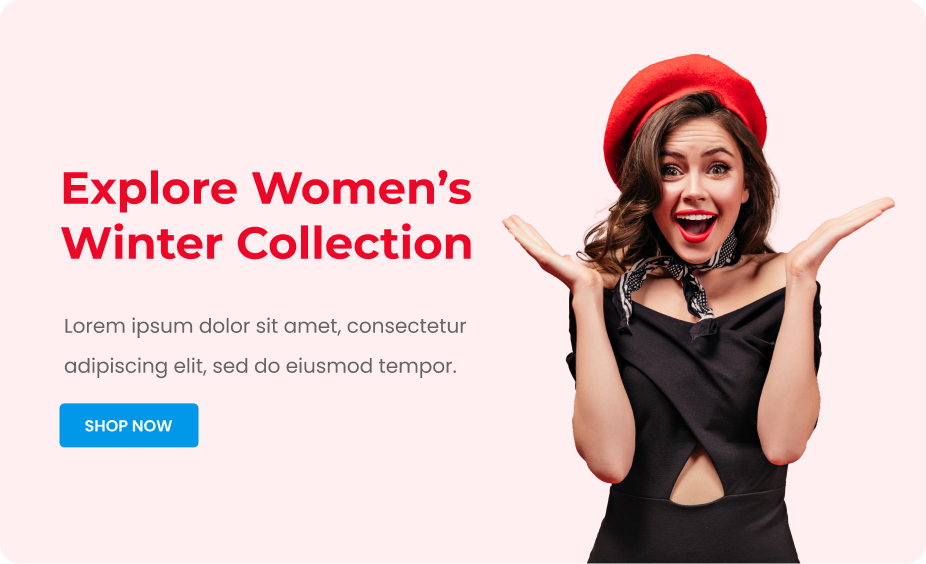 Explore Women’s
Winter Collection
Lorem ipsum dolor sit amet, consectetur
adipiscing elit, sed do eiusmod tempor.
SHOP NOW